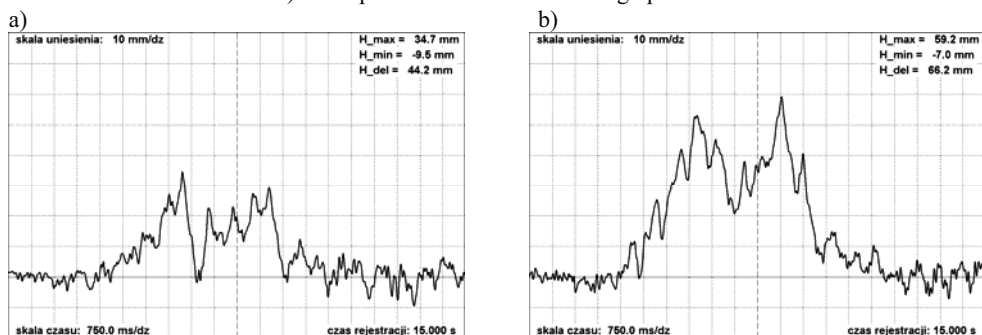 a)
skala uniesienia: 10 mm/dz
H_max = 34.7 mm
H_min = -9.5 mm
H_del = 44.2 mm
skala czasu: 750.0 ms/dz
czas rejestracji: 15.000 s
b)
skala uniesienia: 10 mm/dz
H_max = 59.2 mm
H_min = -7.0 mm
H_del = 66.2 mm
skala czasu: 750.0 ms/dz
czas rejestracji: 15.000 s